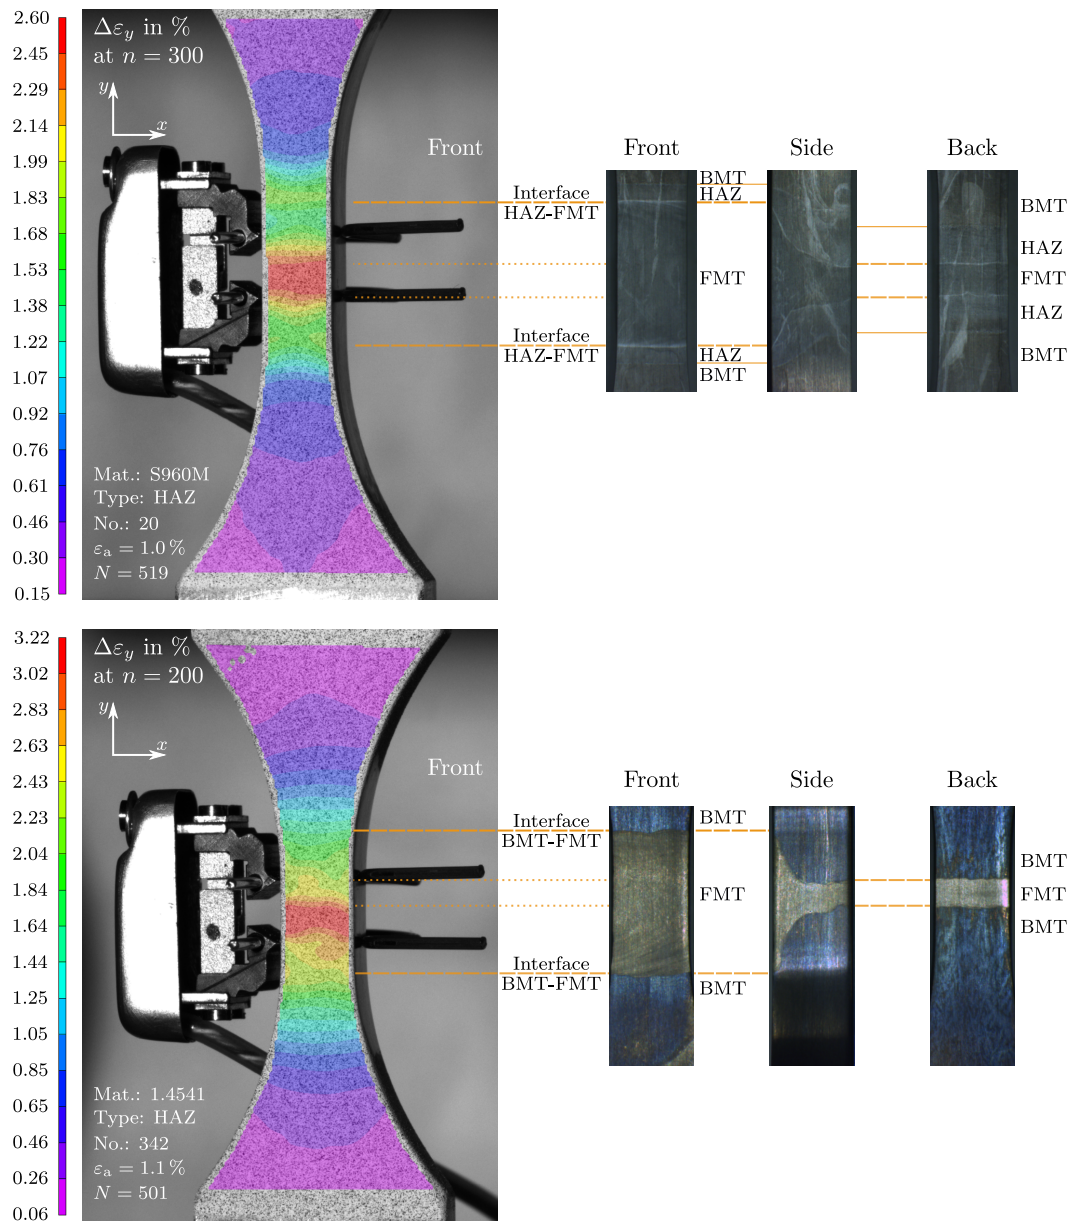 2.60
2.45
2.29
2.14
1.99
1.83
1.68
1.53
1.38
1.22
1.07
0.92
0.76
0.61
0.46
0.30
0.15
Δε_y in %
at n = 300
y
x
Front
Mat.: S960M
Type: HAZ
No.: 20
ε_a = 1.0 %
N = 519
Interface
HAZ-FMT
Interface
HAZ-FMT
Front
Side
Back
BMT
HAZ
FMT
HAZ
BMT
BMT
HAZ
FMT
HAZ
BMT
3.22
3.02
2.83
2.63
2.43
2.23
2.04
1.84
1.64
1.44
1.25
1.05
0.85
0.65
0.46
0.26
0.06
Δε_y in %
at n = 200
y
x
Front
Mat.: 1.4541
Type: HAZ
No.: 342
ε_a = 1.1 %
N = 501
Interface
BMT-FMT
Interface
BMT-FMT
Front
Side
Back
BMT
FMT
BMT
BMT
FMT
BMT